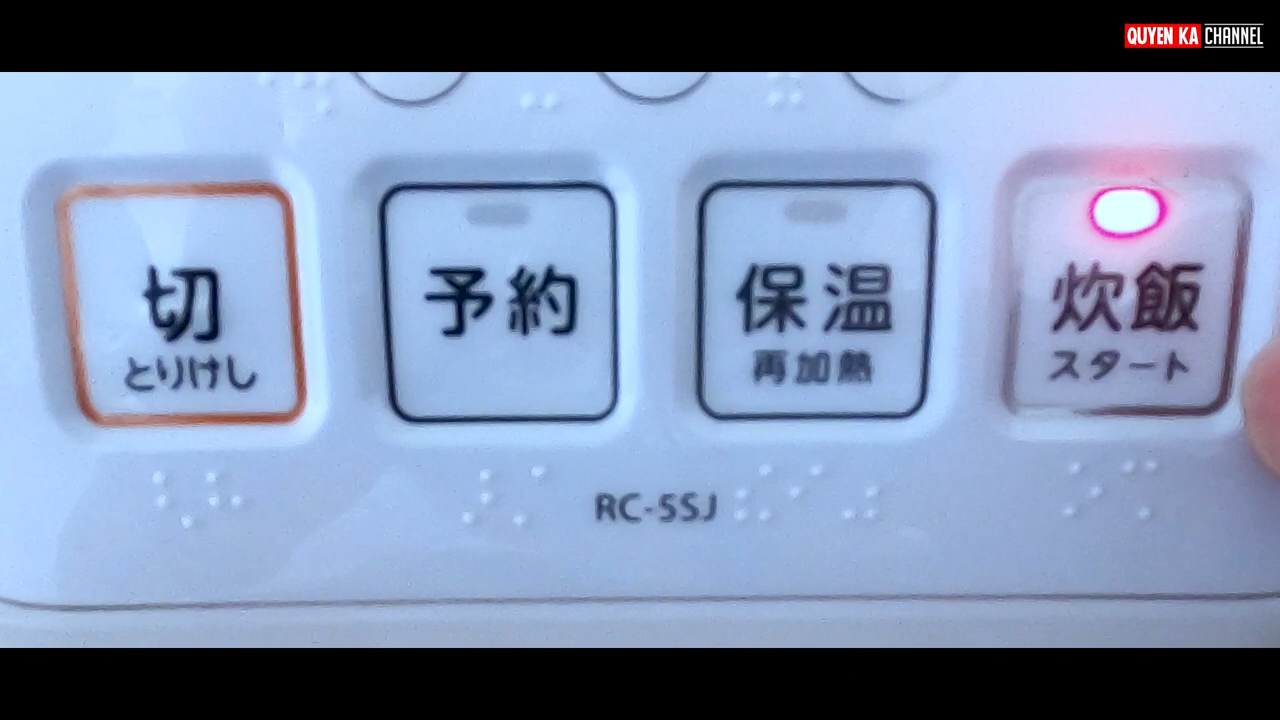 QUYEN KA CHANNEL
切
とりけし
予約
保温
再加熱
炊飯
スタート
RC-5SJ